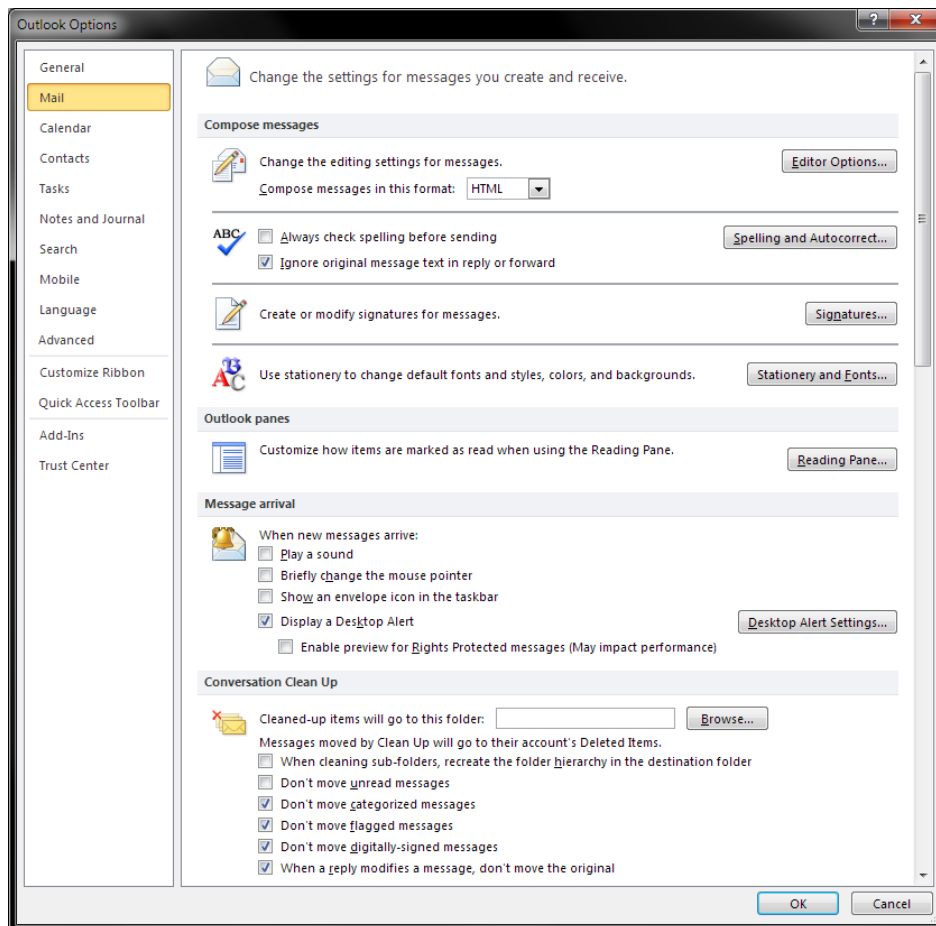 Outlook Options
General
Mail
Calendar
Contacts
Tasks
Notes and Journal
Search
Mobile
Language
Advanced
Customize Ribbon
Quick Access Toolbar
Add-Ins
Trust Center
Change the settings for messages you create and receive.
Compose messages
Change the editing settings for messages.
Editor Options...
Compose messages in this format: HTML
ABC
Always check spelling before sending
Spelling and Autocorrect...
Ignore original message text in reply or forward
Create or modify signatures for messages.
Signatures...
Use stationery to change default fonts and styles, colors, and backgrounds.
Stationery and Fonts...
Outlook panes
Customize how items are marked as read when using the Reading Pane.
Reading Pane...
Message arrival
When new messages arrive:
Play a sound
Briefly change the mouse pointer
Show an envelope icon in the taskbar
Display a Desktop Alert
Desktop Alert Settings...
Enable preview for Rights Protected messages (May impact performance)
Conversation Clean Up
Cleaned-up items will go to this folder:
Browse...
Messages moved by Clean Up will go to their account's Deleted Items.
When cleaning sub-folders, recreate the folder hierarchy in the destination folder
Don't move unread messages
Don't move categorized messages
Don't move flagged messages
Don't move digitally-signed messages
When a reply modifies a message, don't move the original
OK
Cancel